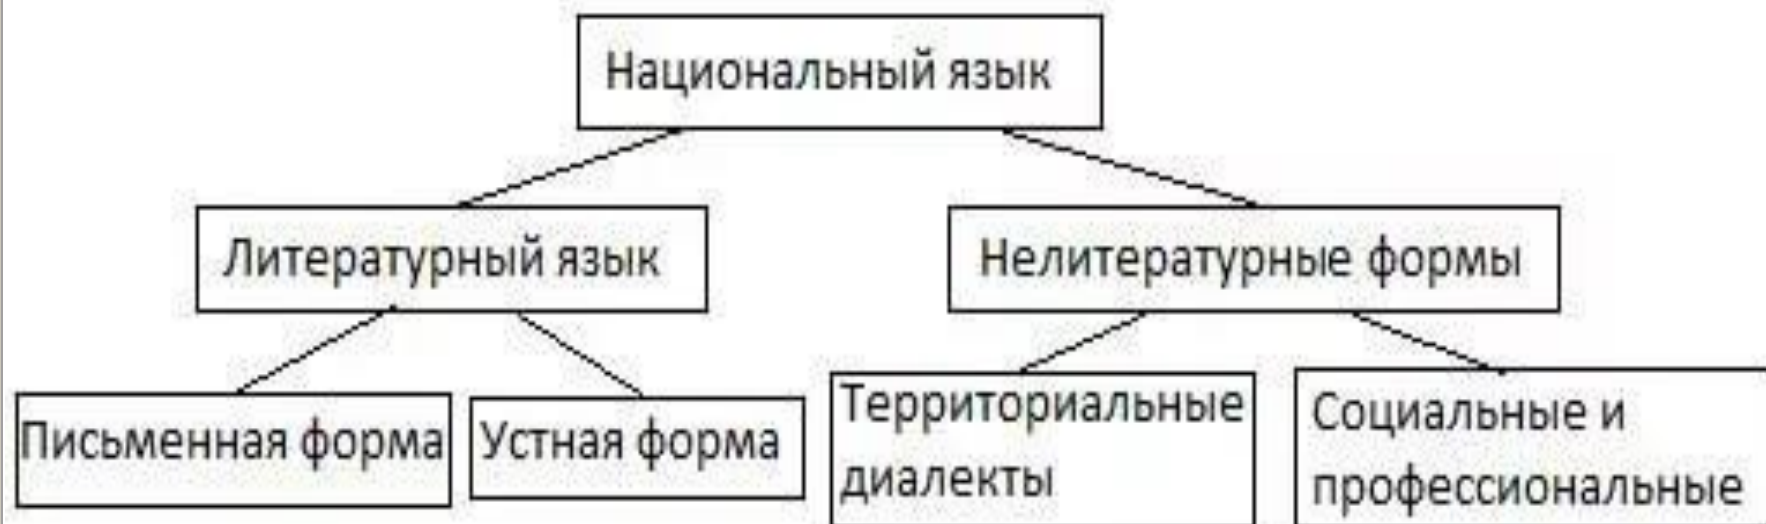 Национальный язык
Литературный язык
Нелитературные формы
Письменная форма
Устная форма
Территориальные
диалекты
Социальные и
профессиональные